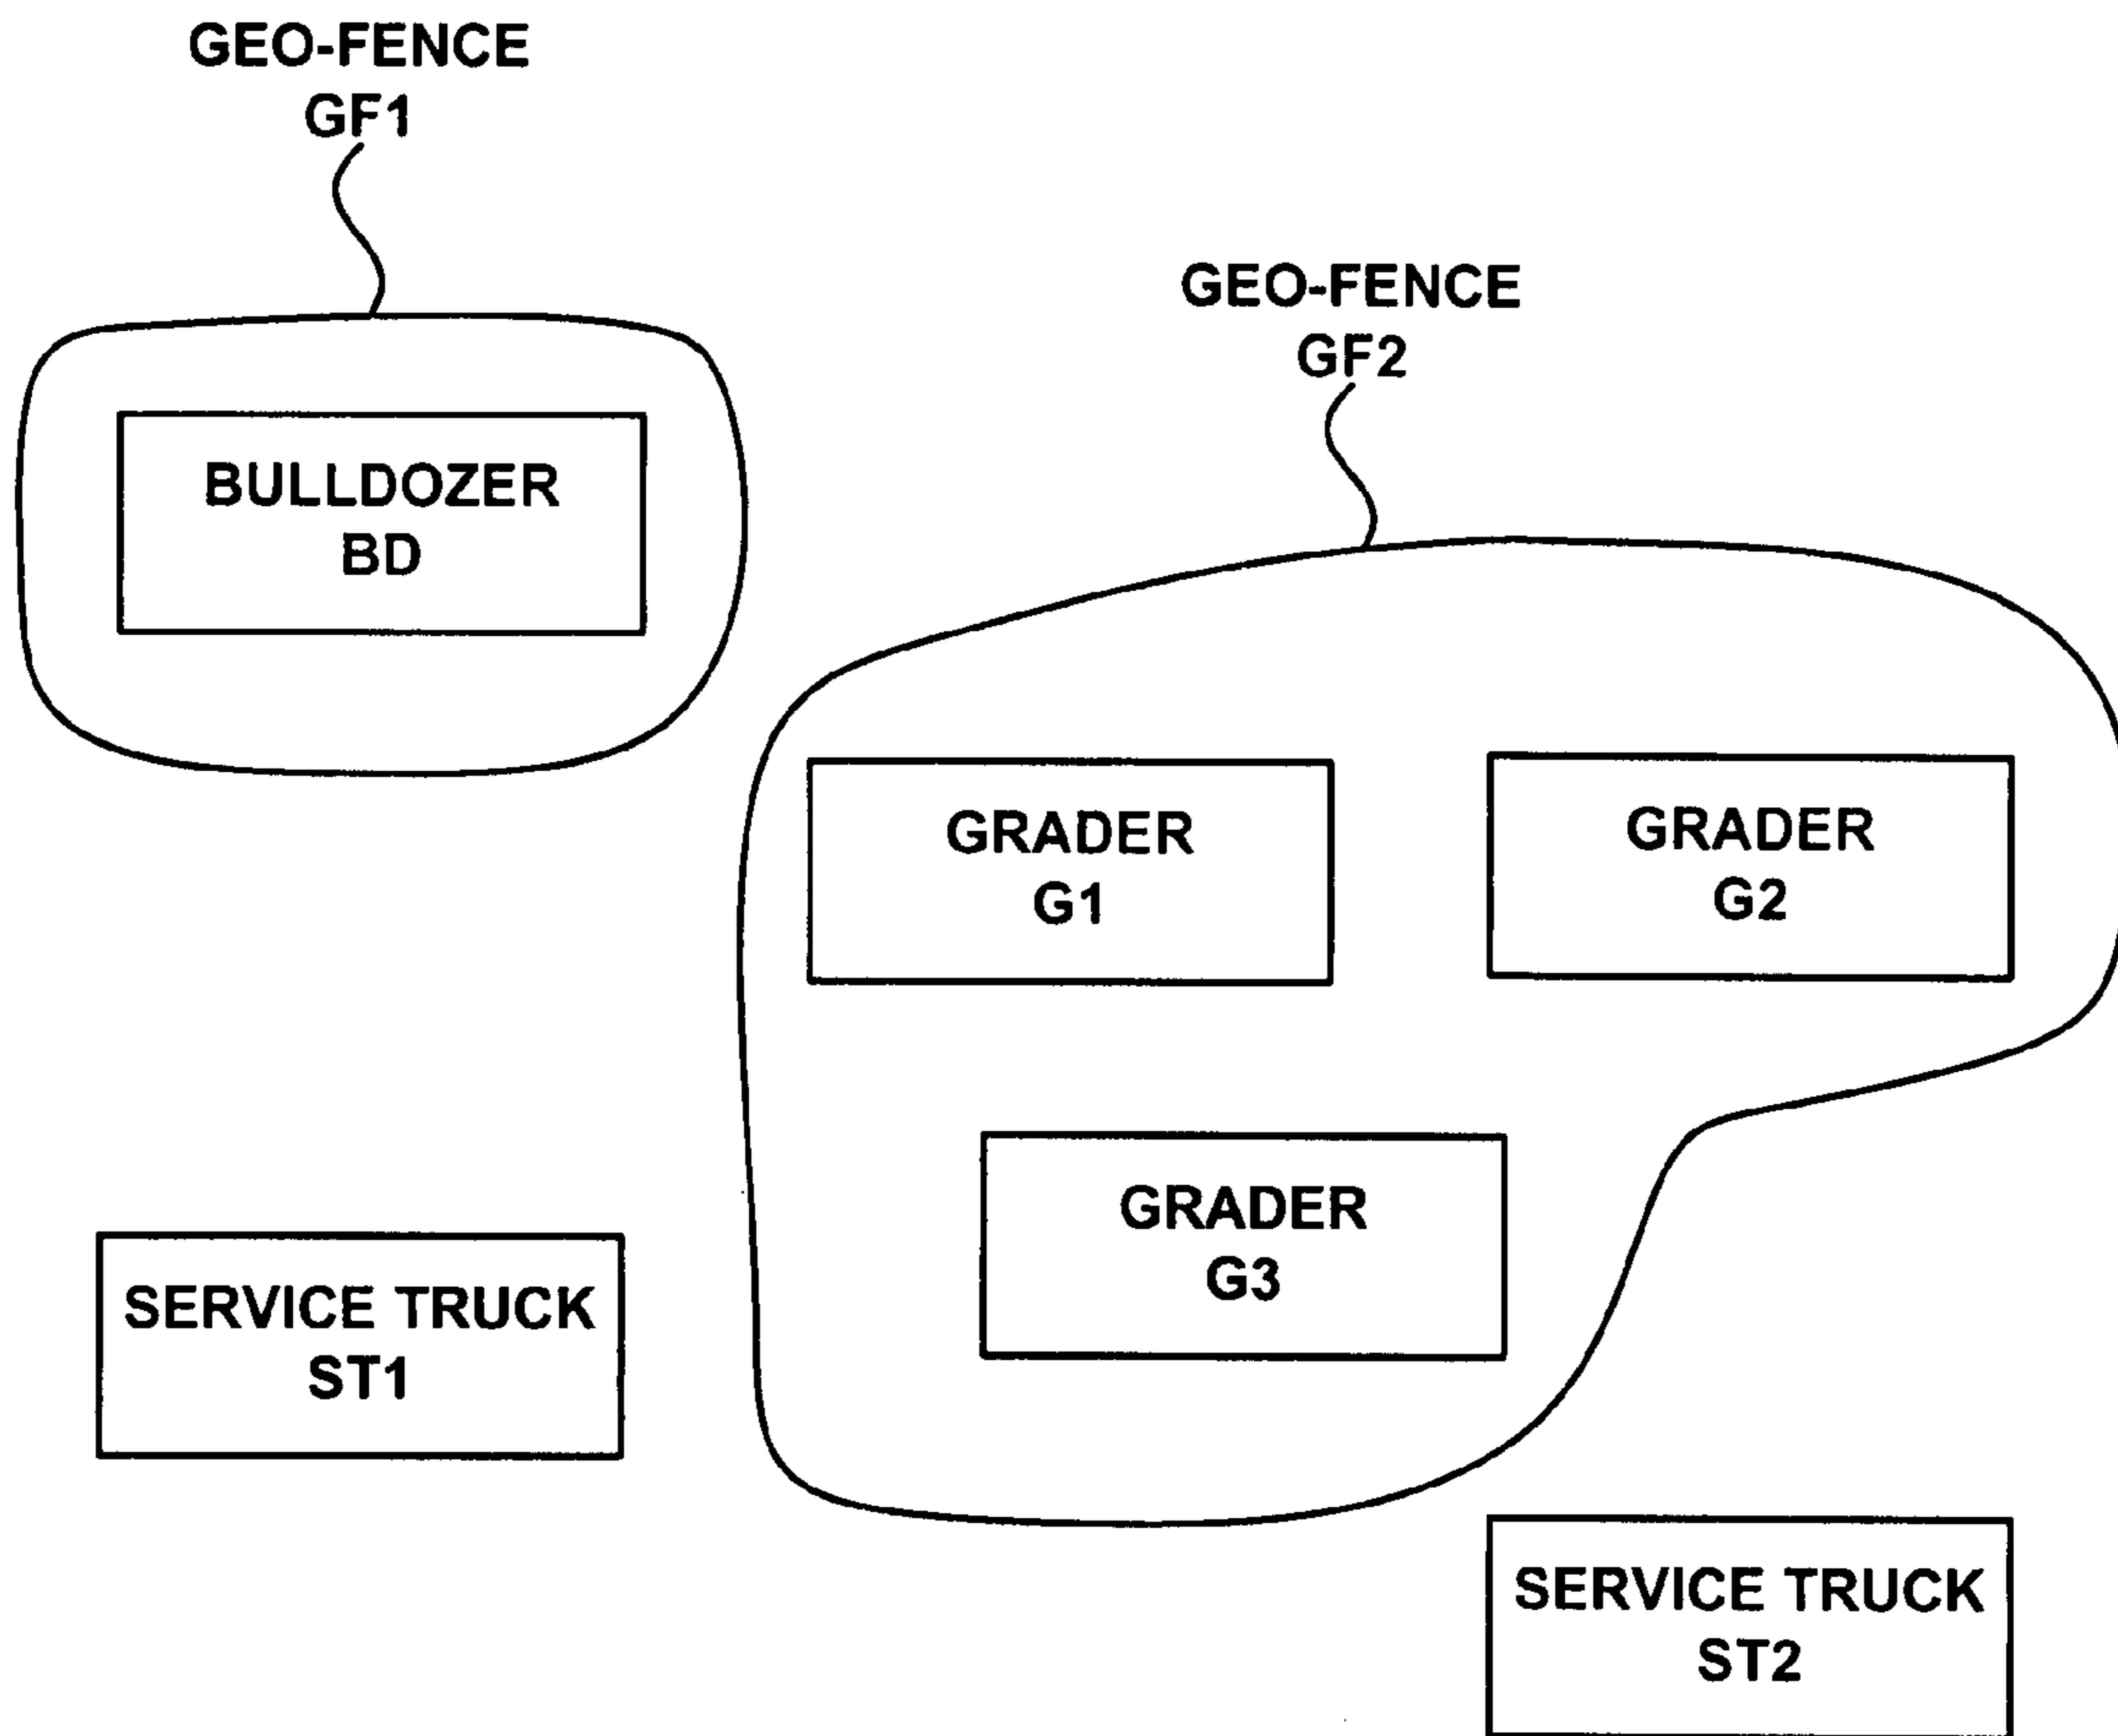 GEO-FENCE
GF1
GEO-FENCE
GF2
BULLDOZER
BD
GRADER
G1
GRADER
G2
GRADER
G3
SERVICE TRUCK
ST1
SERVICE TRUCK
ST2